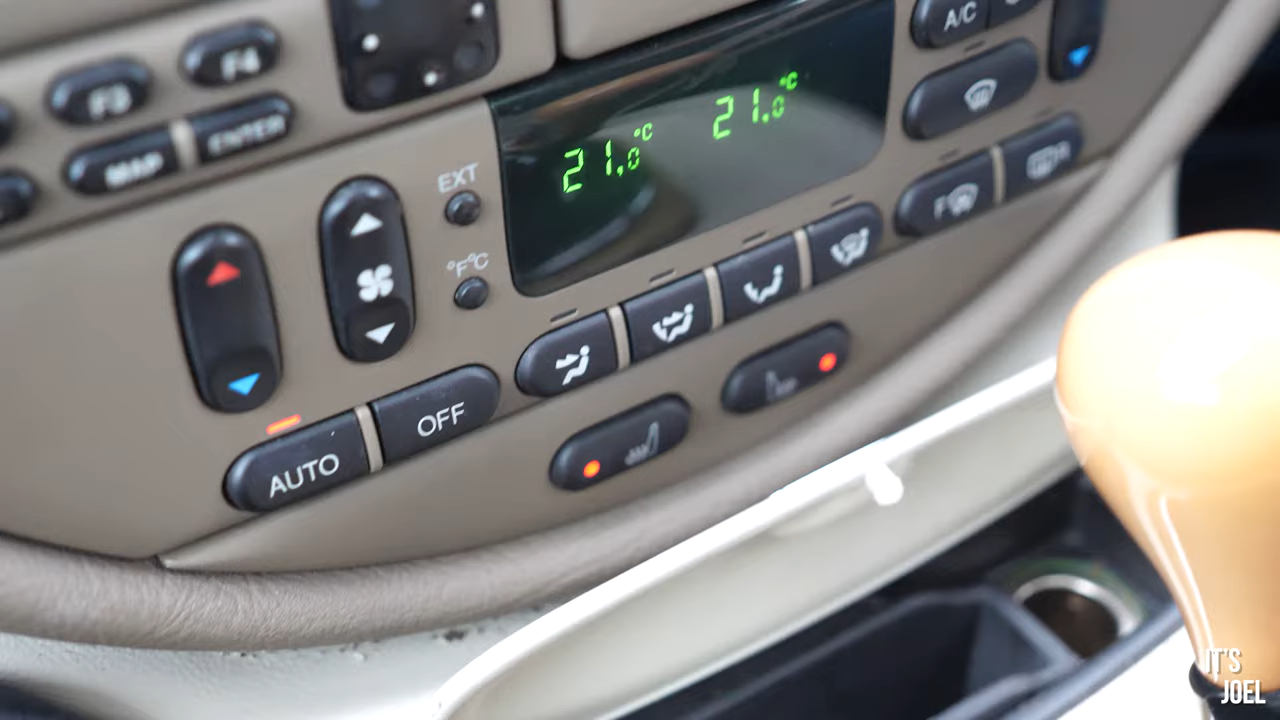 F4
F3
ENTER
MAP
A/C
21.0°C
21.0°C
EXT
°F°C
F
R
OFF
AUTO
IT'S
JOEL